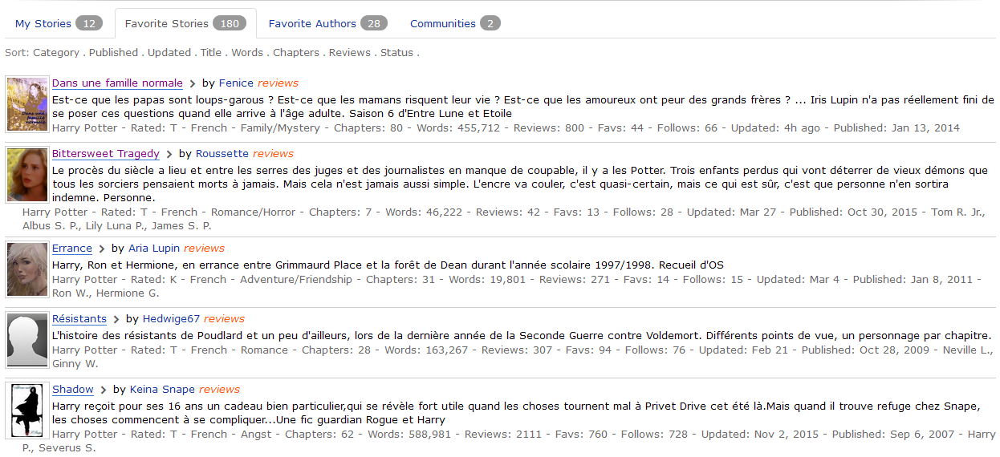 My Stories 12 Favorite Stories 180 Favorite Authors 28 Communities 2
Sort: Category . Published . Updated . Title . Words . Chapters . Reviews . Status .
Dans une famille normale by Fenice reviews
Est-ce que les papas sont loups-garous ? Est-ce que les mamans risquent leur vie ? Est-ce que les amoureux ont peur des grands frères ? ... Iris Lupin n'a pas réellement fini de
se poser ces questions quand elle arrive à l'âge adulte. Saison 6 d'Entre Lune et Etoile
Harry Potter - Rated: T - French - Family/Mystery - Chapters: 80 - Words: 455,712 - Reviews: 800 - Favs: 44 - Follows: 66 - Updated: 4h ago - Published: Jan 13, 2014
Bittersweet Tragedy by Roussette reviews
Le procès du siècle a lieu et entre les serres des juges et des journalistes en manque de coupable, il y a les Potter. Trois enfants perdus qui vont déterrer de vieux démons que
tous les sorciers pensaient morts à jamais. Mais cela n'est jamais aussi simple. L'encre va couler, c'est quasi-certain, mais ce qui est sûr, c'est que personne n'en sortira
indemne. Personne.
Harry Potter - Rated: T - French - Romance/Horror - Chapters: 7 - Words: 46,222 - Reviews: 42 - Favs: 13 - Follows: 28 - Updated: Mar 27 - Published: Oct 30, 2015 - Tom R. Jr.,
Albus S. P., Lily Luna P., James S. P.
Errance by Aria Lupin reviews
Harry, Ron et Hermione, en errance entre Grimmaurd Place et la forêt de Dean durant l'année scolaire 1997/1998. Recueil d'OS
Harry Potter - Rated: K - French - Adventure/Friendship - Chapters: 31 - Words: 19,801 - Reviews: 271 - Favs: 14 - Follows: 15 - Updated: Mar 4 - Published: Jan 8, 2011 -
Ron W., Hermione G.
Résistants by Hedwige67 reviews
L'histoire des résistants de Poudlard et un peu d'ailleurs, lors de la dernière année de la Seconde Guerre contre Voldemort. Différents points de vue, un personnage par chapitre.
Harry Potter - Rated: T - French - Romance - Chapters: 28 - Words: 163,267 - Reviews: 307 - Favs: 94 - Follows: 76 - Updated: Feb 21 - Published: Oct 28, 2009 - Neville L.,
Ginny W.
Shadow by Keina Snape reviews
Harry reçoit pour ses 16 ans un cadeau bien particulier,qui se révèle fort utile quand les choses tournent mal à Privet Drive cet été là.Mais quand il trouve refuge chez Snape,
les choses commencent à se compliquer...Une fic guardian Rogue et Harry
Harry Potter - Rated: T - French - Angst - Chapters: 62 - Words: 588,981 - Reviews: 2111 - Favs: 760 - Follows: 728 - Updated: Nov 2, 2015 - Published: Sep 6, 2007 - Harry
P., Severus S.